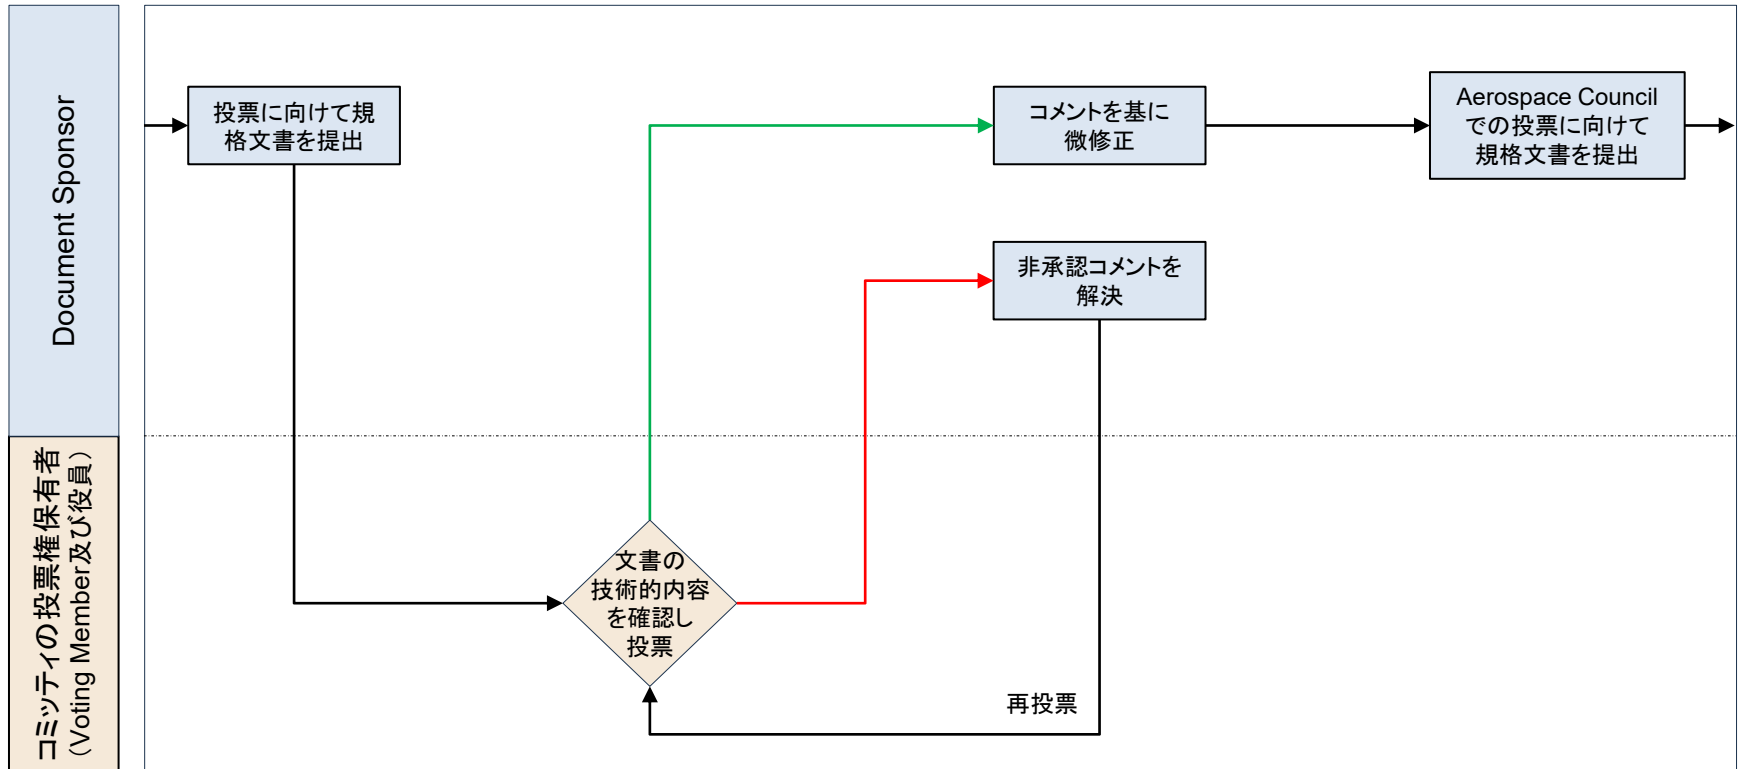 Document Sponsor
投票に向けて規
格文書を提出
コメントを基に
微修正
Aerospace Council
での投票に向けて
規格文書を提出
非承認コメントを
解決
コミッティの投票権保有者
（Voting Member及び役員）
文書の
技術的内容
を確認し
投票
再投票